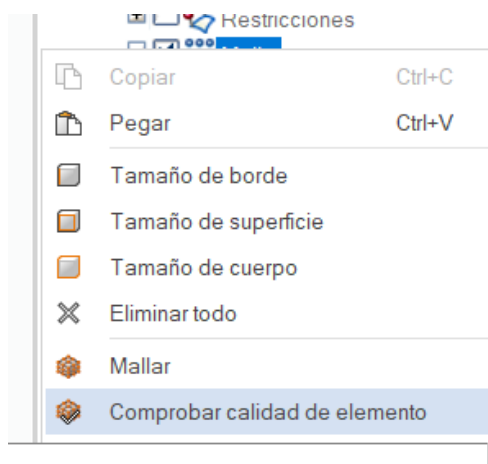 Restricciones
Copiar Ctrl+C
Pegar Ctrl+V
Tamaño de borde
Tamaño de superficie
Tamaño de cuerpo
Eliminar todo
Mallar
Comprobar calidad de elemento